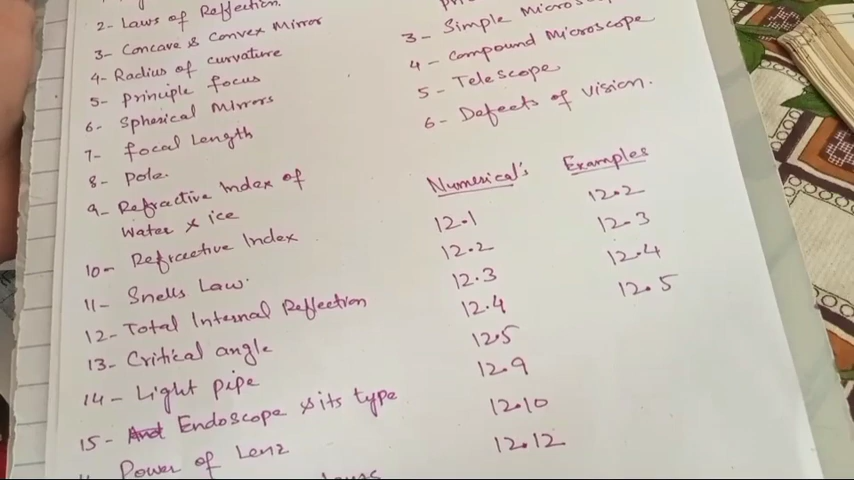 2- Laws of Reflection.
3- Concave & Convex Mirror
4- Radius of curvature
5- Principle focus
6- Spherical Mirrors
7- focal Length
8- Pole.
9- Refractive Index of
Water & ice
10- Refractive Index
11- Snells Law.
12- Total Internal Reflection
13- Critical angle
14- Light pipe
15- And Endoscope & its type
Power of Lenz
3- Simple
4- Compound Microscope
5- Telescope
6- Defects of vision.
Numerical's
12.1
12.2
12.3
12.4
12.5
12.9
12.10
12.12
Examples
12.2
12.3
12.4
12.5